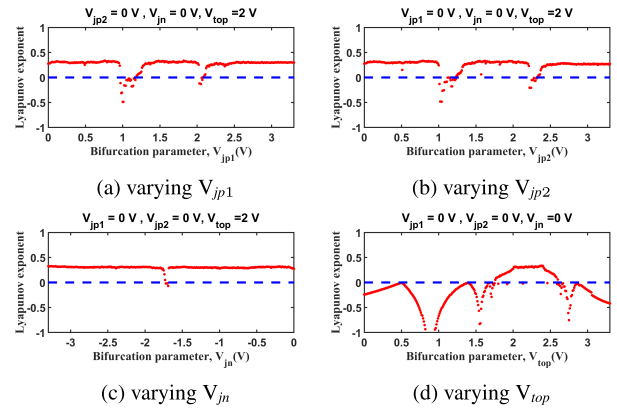 V_jp2 = 0 V , V_jn = 0 V, V_top =2 V
Lyapunov exponent
1
0.5
0
-0.5
-1
0 0.5 1 1.5 2 2.5 3
Bifurcation parameter, V_jp1(V)
(a) varying V_jp1
V_jp1 = 0 V, V_jn = 0 V, V_top =2 V
Lyapunov exponent
1
0.5
0
-0.5
-1
0 0.5 1 1.5 2 2.5 3
Bifurcation parameter, V_jp2(V)
(b) varying V_jp2
V_jp1 = 0 V , V_jp2 = 0 V, V_top =2 V
Lyapunov exponent
1
0.5
0
-0.5
-1
-3 -2.5 -2 -1.5 -1 -0.5 0
Bifurcation parameter, V_jn(V)
(c) varying V_jn
V_jp1 = 0 V, V_jp2 = 0 V, V_jn =0 V
Lyapunov exponent
1
0.5
0
-0.5
-1
0 0.5 1 1.5 2 2.5 3
Bifurcation parameter, V_top(V)
(d) varying V_top